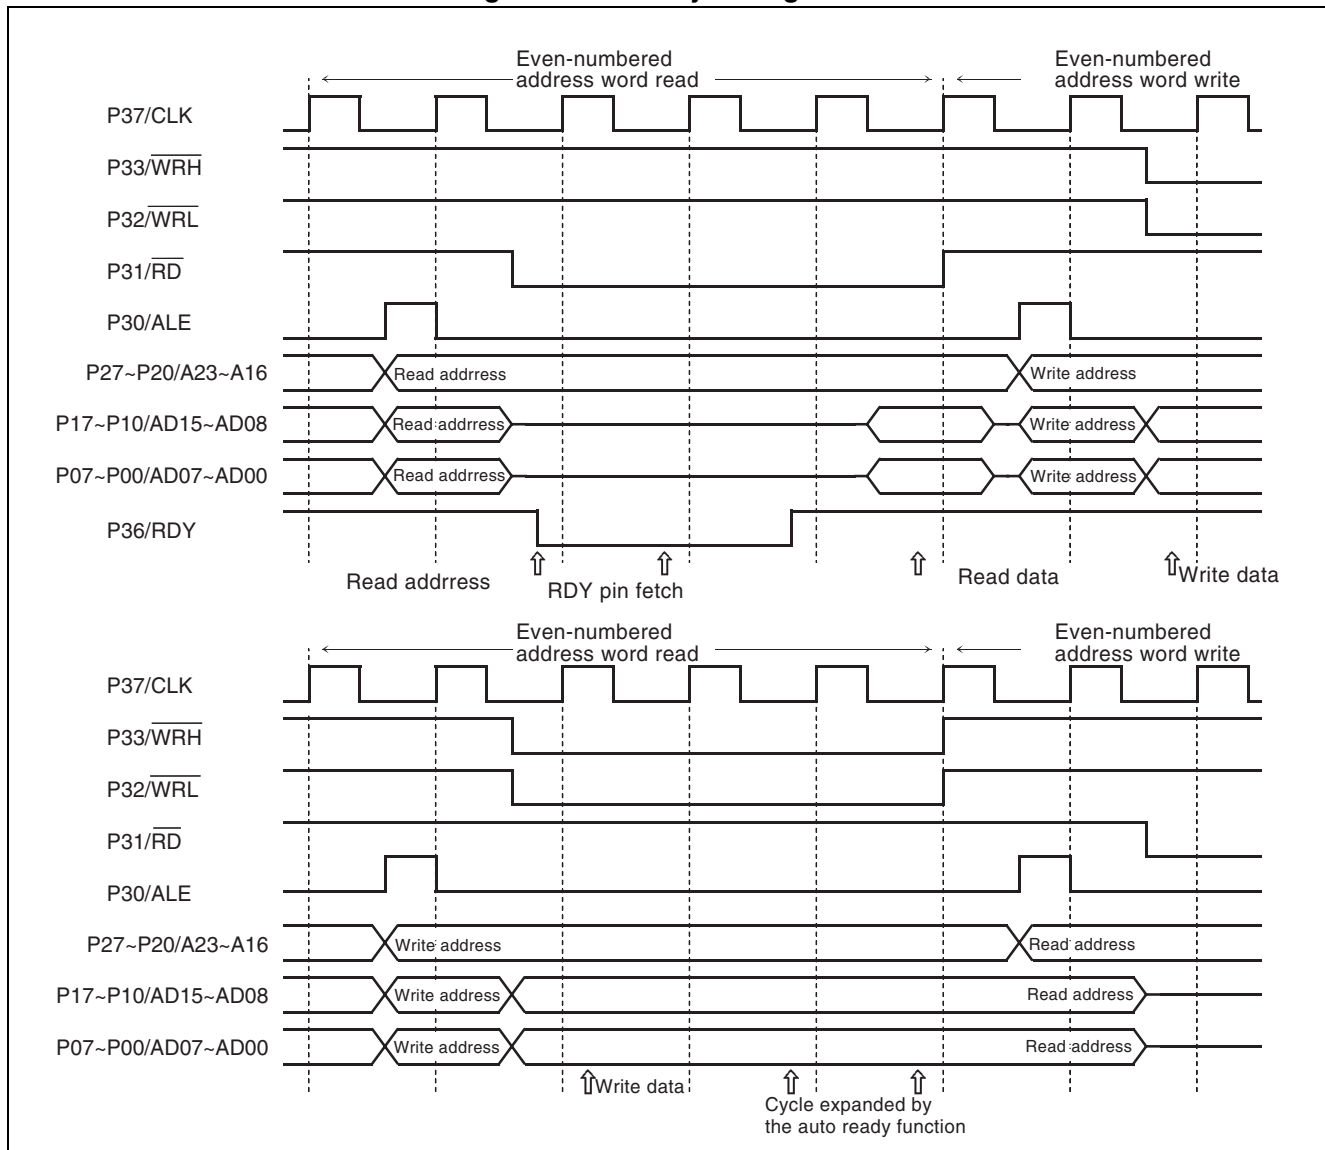 Even-numbered
address word read
Even-numbered
address word write
P37/CLK
P33/WRH
P32/WRL
P31/RD
P30/ALE
P27~P20/A23~A16
Read addrress
Write address
P17~P10/AD15~AD08
Read addrress
Write address
P07~P00/AD07~AD00
Read addrress
Write address
P36/RDY
Read addrress
RDY pin fetch
Read data
Write data
Even-numbered
address word read
Even-numbered
address word write
P37/CLK
P33/WRH
P32/WRL
P31/RD
P30/ALE
P27~P20/A23~A16
Write address
Read address
P17~P10/AD15~AD08
Write address
Read address
P07~P00/AD07~AD00
Write address
Read address
Write data
Cycle expanded by
the auto ready function